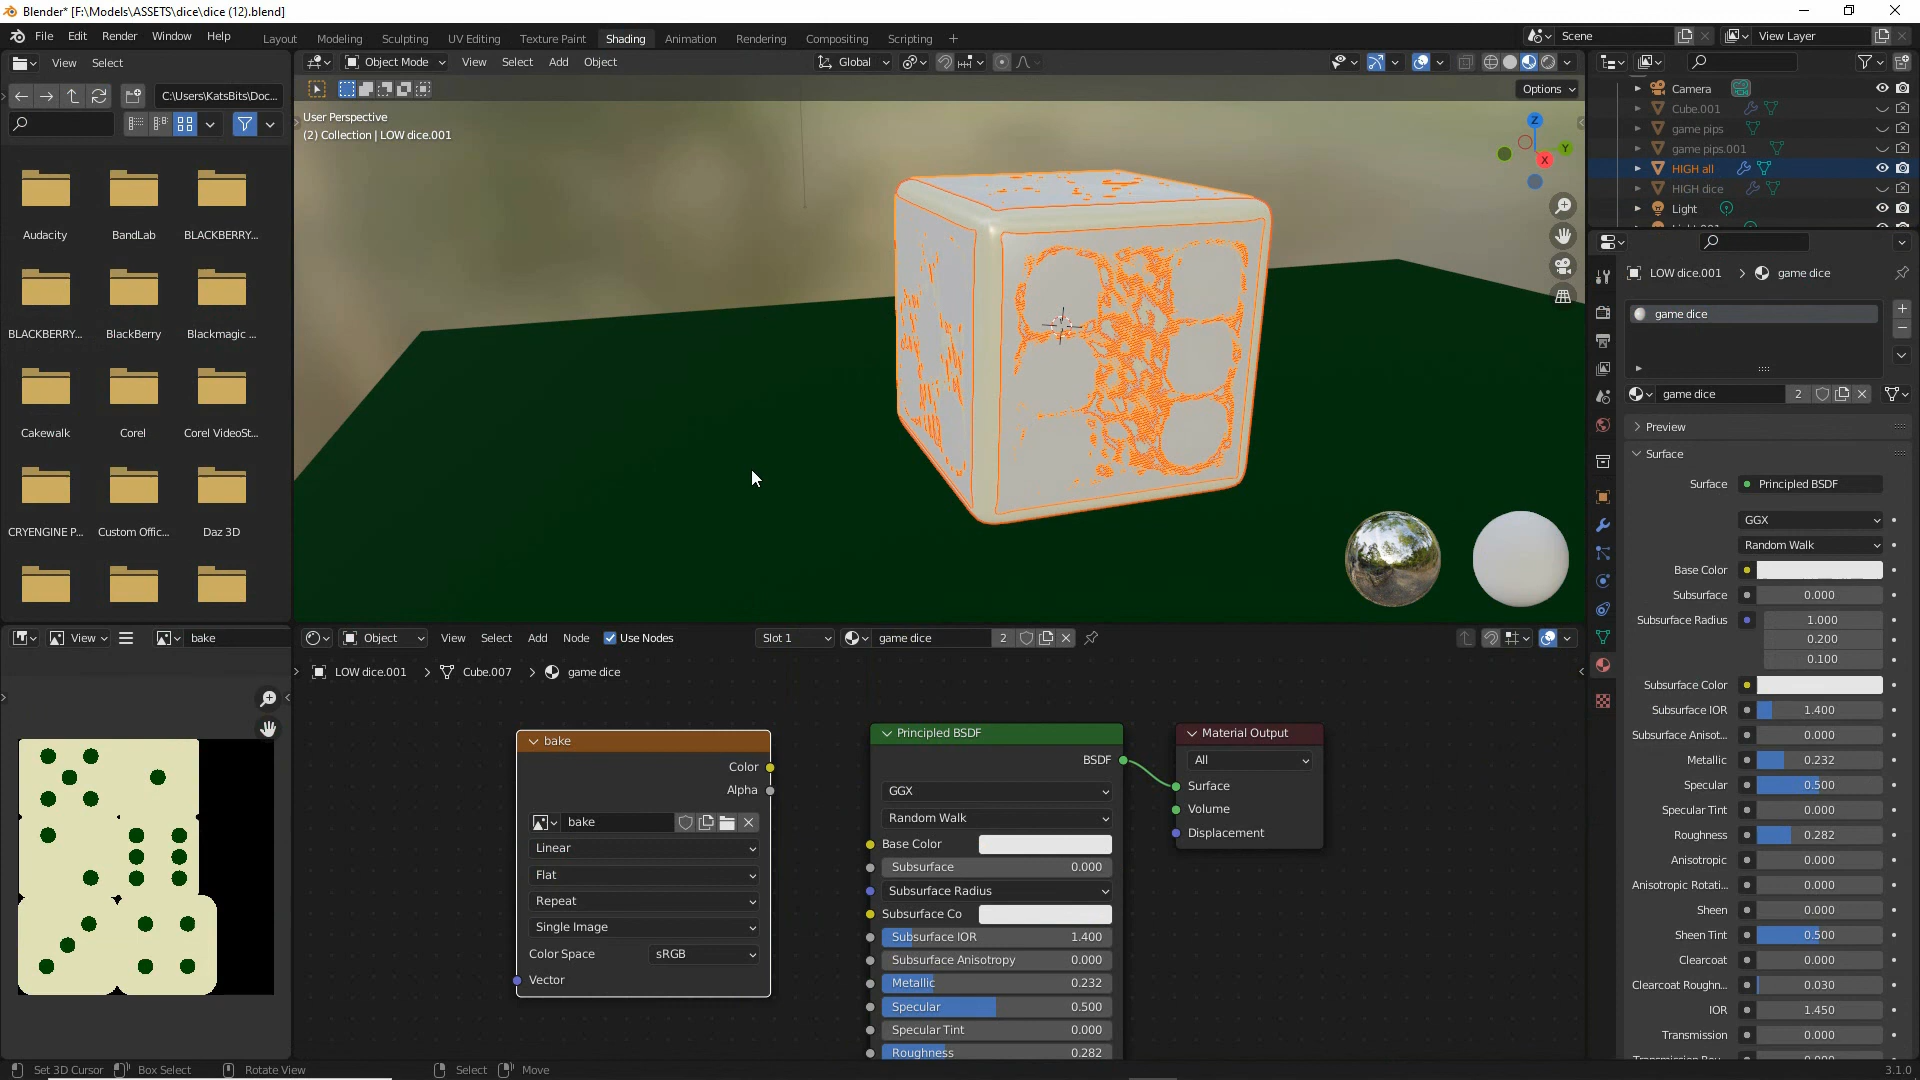 Blender* [F:\Models\ASSETS\dice\dice (12).blend]
File Edit Render Window Help
Layout Modeling Sculpting UV Editing Texture Paint Shading Animation Rendering Compositing Scripting
Scene
View Layer
View Select
C:\Users\KatsBits\Doc...
Audacity BandLab BLACKBERRY...
BLACKBERRY... BlackBerry Blackmagic ...
Cakewalk Corel Corel VideoSt...
CRYENGINE P... Custom Offic... Daz 3D
Object Mode View Select Add Object Global
Options
User Perspective
(2) Collection | LOW dice.001
Z
Y
X
Camera
Cube.001
game pips
game pips.001
HIGH all
HIGH dice
Light
LOW dice.001 > game dice
game dice
game dice 2
Preview
Surface
Surface Principled BSDF
GGX
Random Walk
Base Color
Subsurface 0.000
Subsurface Radius 1.000
0.200
0.100
Subsurface Color
Subsurface IOR 1.400
Subsurface Anisot... 0.000
Metallic 0.232
Specular 0.500
Specular Tint 0.000
Roughness 0.282
Anisotropic 0.000
Anisotropic Rotati... 0.000
Sheen 0.000
Sheen Tint 0.500
Clearcoat 0.000
Clearcoat Roughn... 0.030
IOR 1.450
Transmission 0.000
View bake
Object View Select Add Node Use Nodes Slot 1 game dice 2
LOW dice.001 > Cube.007 > game dice
bake
Color
Alpha
bake
Linear
Flat
Repeat
Single Image
Color Space sRGB
Vector
Principled BSDF
BSDF
GGX
Random Walk
Base Color
Subsurface 0.000
Subsurface Radius
Subsurface Co
Subsurface IOR 1.400
Subsurface Anisotropy 0.000
Metallic 0.232
Specular 0.500
Specular Tint 0.000
Roughness 0.282
Material Output
All
Surface
Volume
Displacement
Set 3D Cursor Box Select Rotate View Select Move
3.1.0